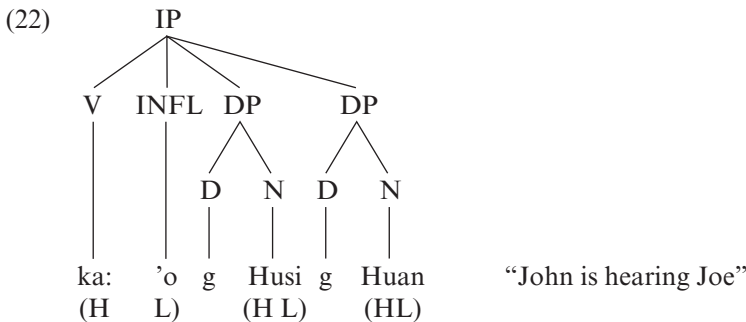 (22) IP
V INFL DP DP
D N D N
ka: ’o g Husi g Huan “John is hearing Joe”
(H L) (H L) (HL)